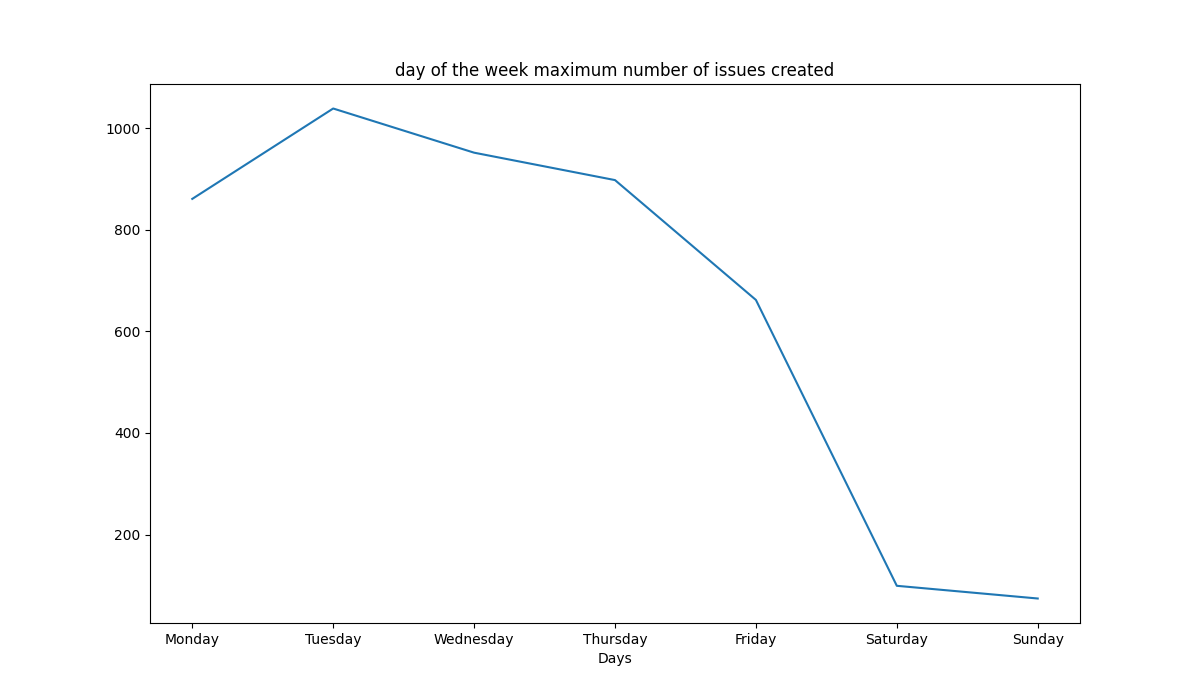 day of the week maximum number of issues created
1000
800
600
400
200
Monday Tuesday Wednesday Thursday Friday Saturday Sunday
Days